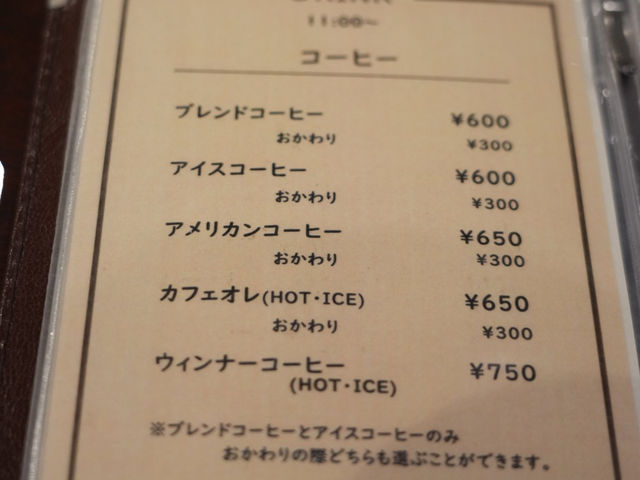 11:00～
コーヒー
ブレンドコーヒー ¥600
おかわり ¥300
アイスコーヒー ¥600
おかわり ¥300
アメリカンコーヒー ¥650
おかわり ¥300
カフェオレ(HOT・ICE) ¥650
おかわり ¥300
ウィンナーコーヒー ¥750
(HOT・ICE)
※ブレンドコーヒーとアイスコーヒーのみ
おかわりの際どちらも選ぶことができます。